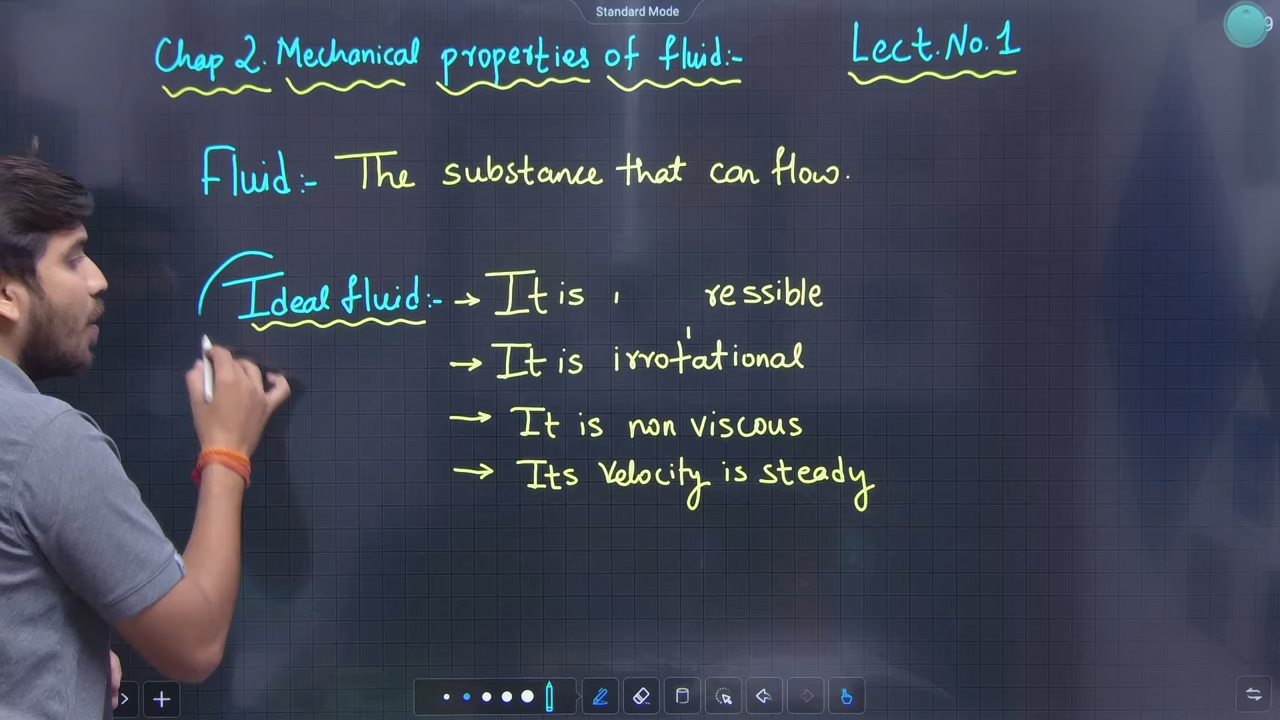 Standard Mode
Chap 2. Mechanical properties of fluid:- Lect. No. 1
Fluid:- The substance that can flow.
Ideal fluid:- → It is ressible
→ It is irrotational
→ It is non viscous
→ Its velocity is steady